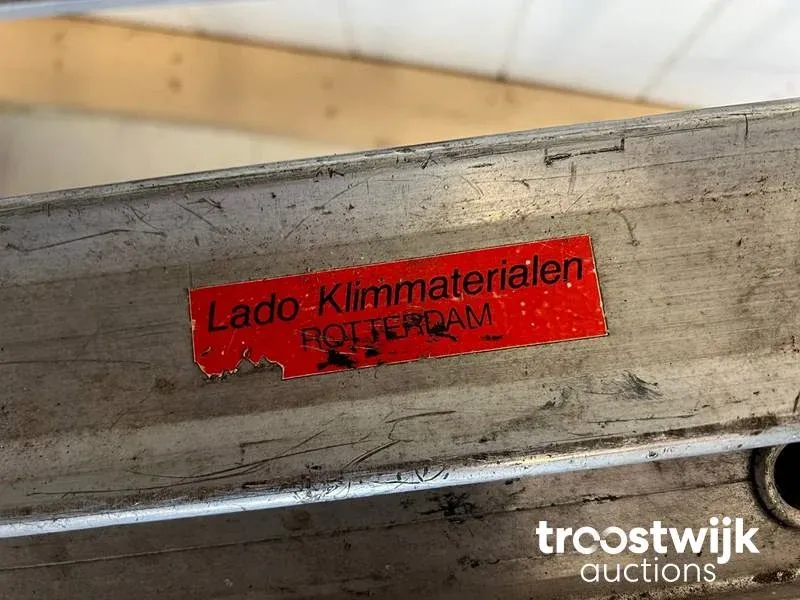 Lado Klimmaterialen
ROTTERDAM
troostwijk
auctions